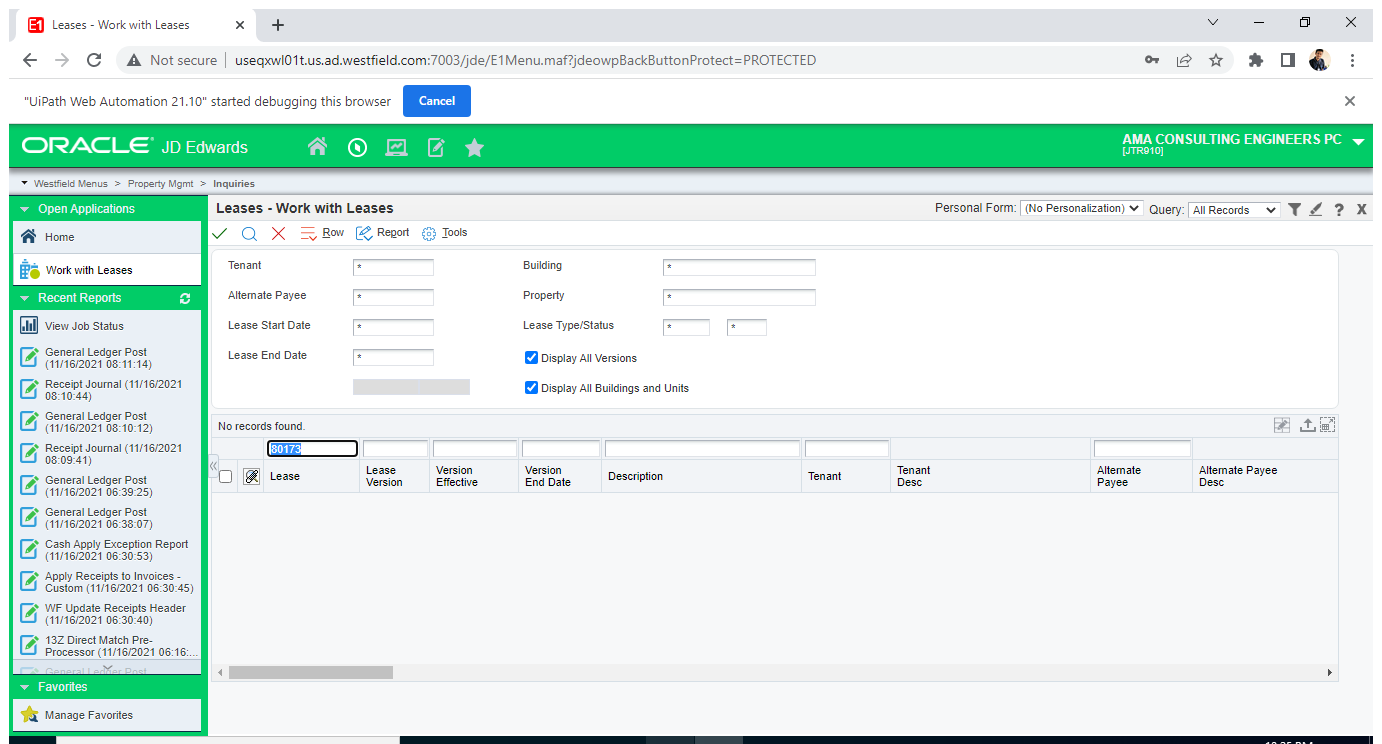 E1 Leases - Work with Leases
Not secure useqxwl01t.us.ad.westfield.com:7003/jde/E1Menu.maf?jdeowpBackButtonProtect=PROTECTED
"UiPath Web Automation 21.10" started debugging this browser Cancel
ORACLE JD Edwards
AMA CONSULTING ENGINEERS PC
[JTR910]
Westfield Menus > Property Mgmt > Inquiries
Open Applications
Home
Work with Leases
Recent Reports
View Job Status
General Ledger Post
(11/16/2021 08:11:14)
Receipt Journal (11/16/2021
08:10:44)
General Ledger Post
(11/16/2021 08:10:12)
Receipt Journal (11/16/2021
08:09:41)
General Ledger Post
(11/16/2021 06:39:25)
General Ledger Post
(11/16/2021 06:38:07)
Cash Apply Exception Report
(11/16/2021 06:30:53)
Apply Receipts to Invoices -
Custom (11/16/2021 06:30:45)
WF Update Receipts Header
(11/16/2021 06:30:40)
13Z Direct Match Pre-
Processor (11/16/2021 06:16:...
General Ledger Post
Favorites
Manage Favorites
Leases - Work with Leases
Personal Form: (No Personalization) Query: All Records
Row Report Tools
Tenant * Building *
Alternate Payee * Property *
Lease Start Date * Lease Type/Status * *
Lease End Date * Display All Versions
Display All Buildings and Units
No records found.
80173
Lease
Lease
Version
Version
Effective
Version
End Date
Description
Tenant
Tenant
Desc
Alternate
Payee
Alternate Payee
Desc